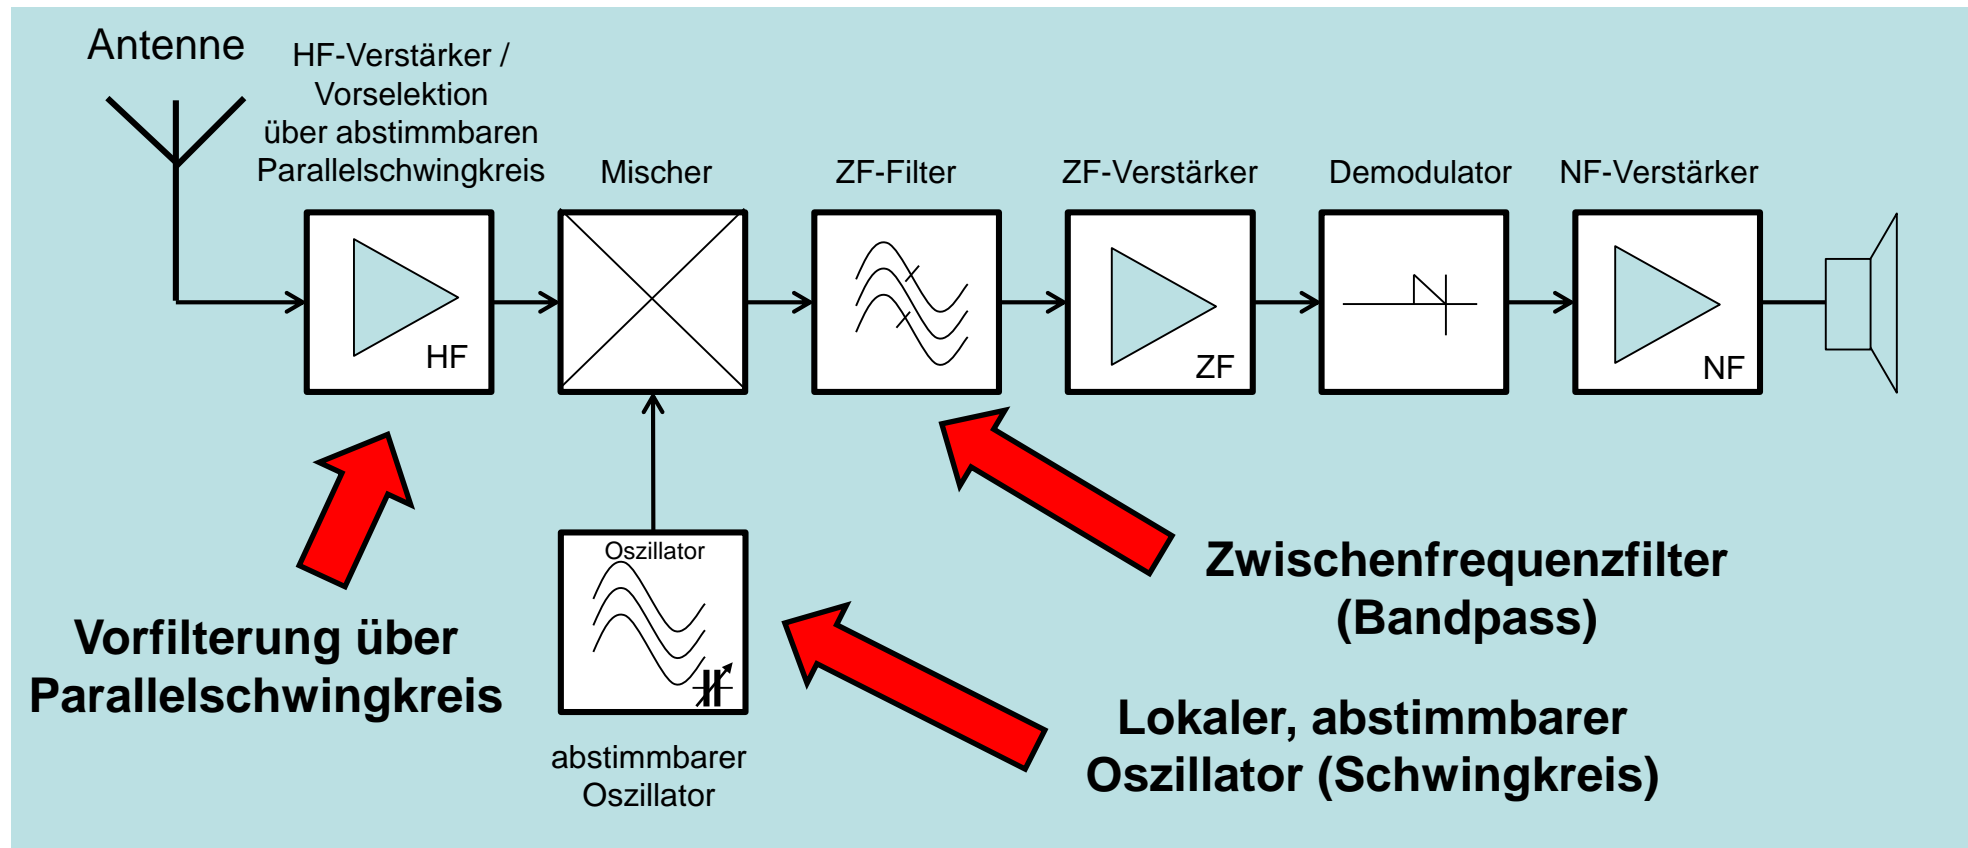 Antenne
HF-Verstärker /
Vorselektion
über abstimmbaren
Parallelschwingkreis
Mischer
ZF-Filter
ZF-Verstärker
Demodulator
NF-Verstärker
HF
ZF
NF
Oszillator
abstimmbarer
Oszillator
Vorfilterung über
Parallelschwingkreis
Zwischenfrequenzfilter
(Bandpass)
Lokaler, abstimmbarer
Oszillator (Schwingkreis)